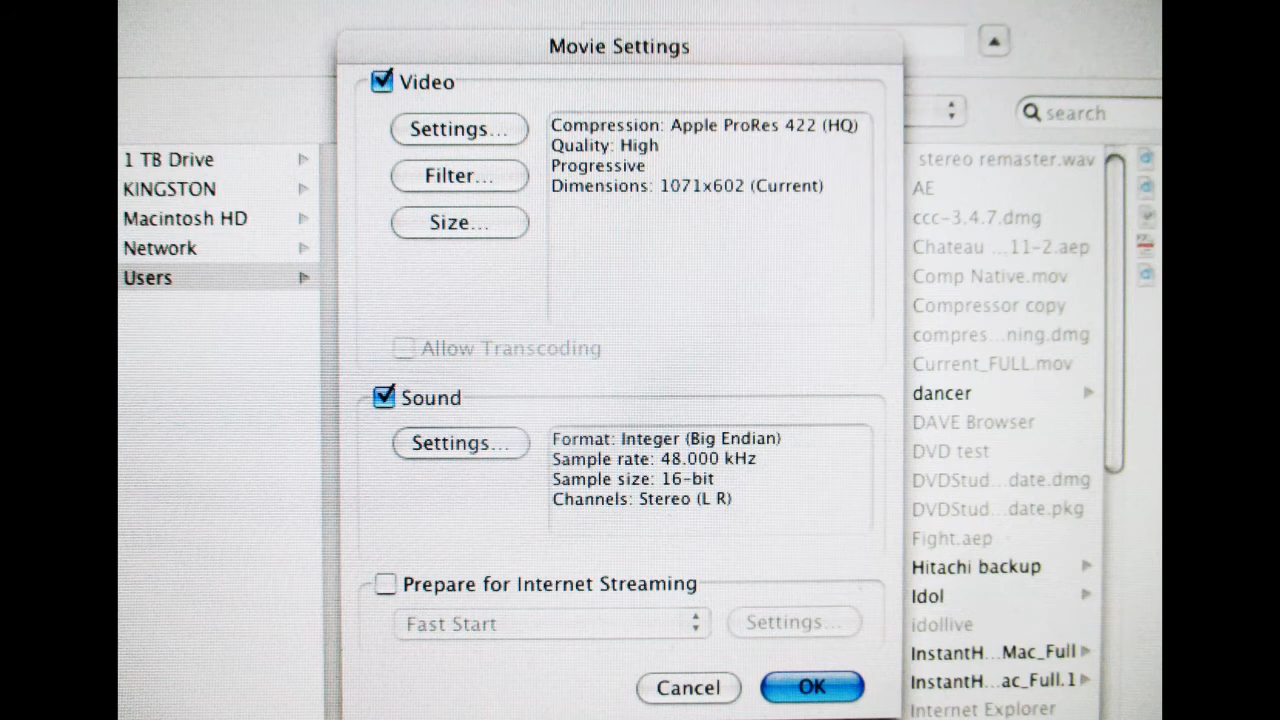 Movie Settings
Video
Settings...
Filter...
Size...
Compression: Apple ProRes 422 (HQ)
Quality: High
Progressive
Dimensions: 1071x602 (Current)
Allow Transcoding
Sound
Settings...
Format: Integer (Big Endian)
Sample rate: 48.000 kHz
Sample size: 16-bit
Channels: Stereo (L R)
Prepare for Internet Streaming
Fast Start
Settings...
Cancel
OK
1 TB Drive
KINGSTON
Macintosh HD
Network
Users
search
stereo remaster.wav
AE
ccc-3.4.7.dmg
Chateau ...11-2.aep
Comp Native.mov
Compressor copy
compres...ning.dmg
Current_FULL.mov
dancer
DAVE Browser
DVD test
DVDStud...date.dmg
DVDStud...date.pkg
Fight.aep
Hitachi backup
Idol
idollive
InstantH...Mac_Full
InstantH...ac_Full.1
Internet Explorer